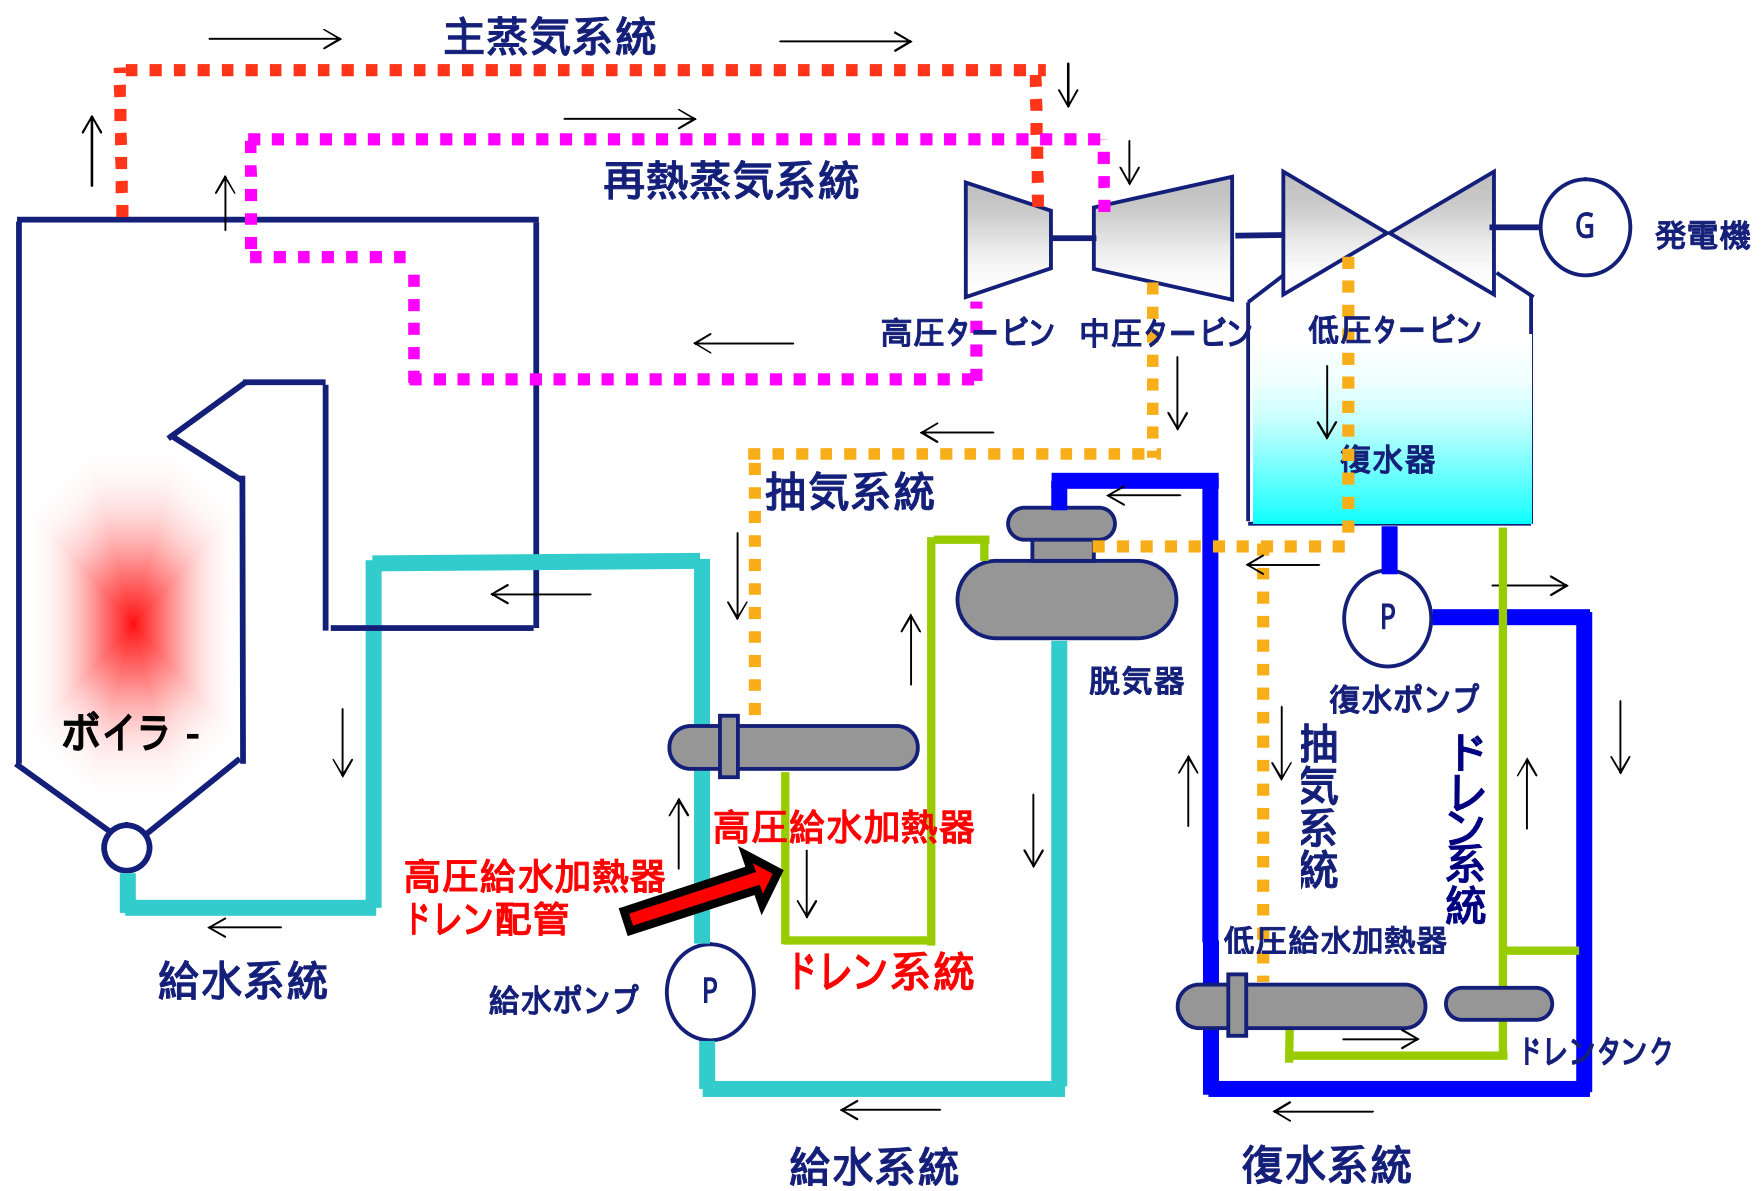 主蒸気系統
再熱蒸気系統
G
発電機
高圧タービン
中圧タービン
低圧タービン
復水器
抽気系統
P
脱気器
復水ポンプ
ボイラ-
抽気系統
ドレン系統
高圧給水加熱器
高圧給水加熱器
ドレン配管
低圧給水加熱器
ドレン系統
給水系統
給水ポンプ
P
ドレンタンク
給水系統
復水系統